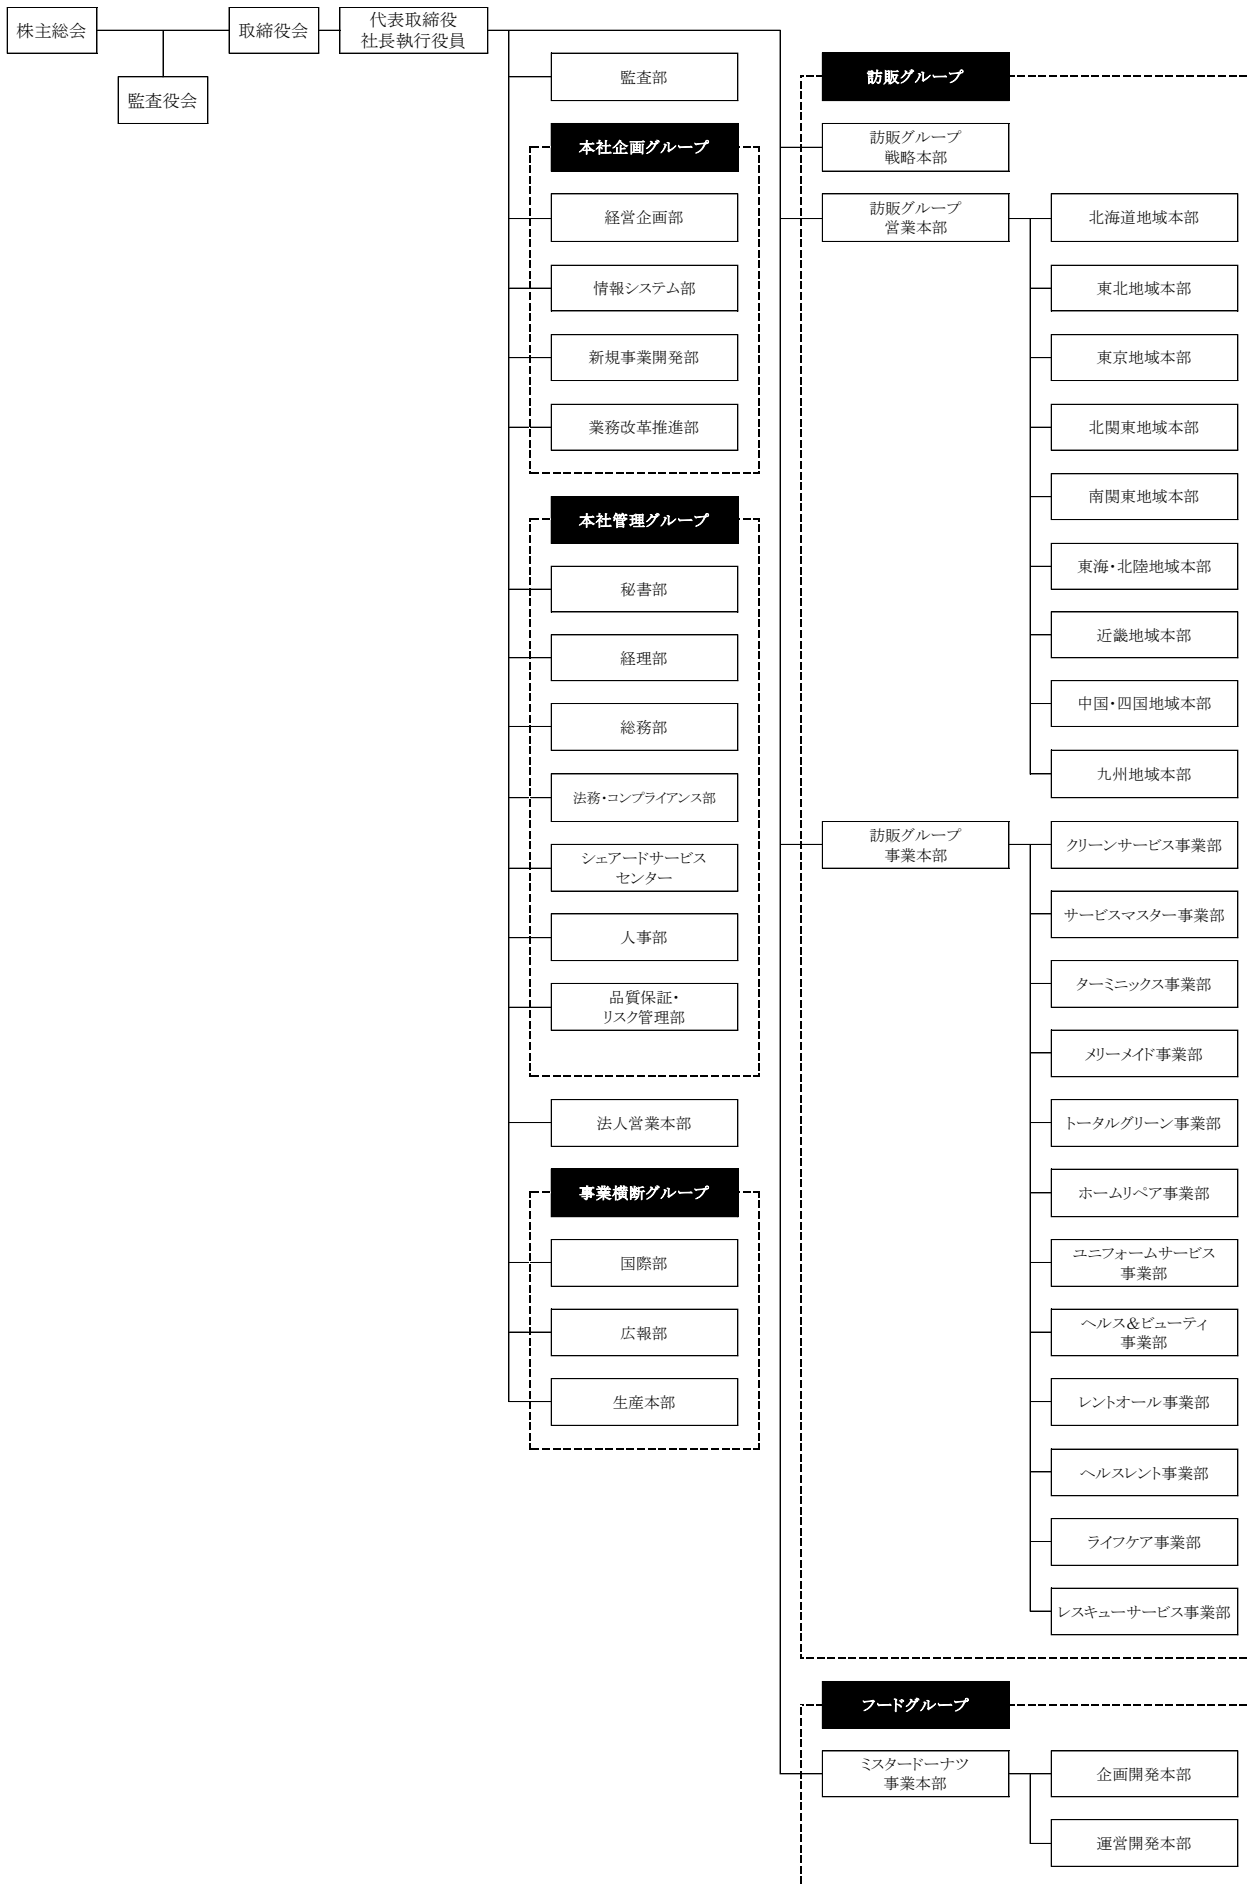 株主総会
監査役会
取締役会
代表取締役
社長執行役員
監査部
本社企画グループ
経営企画部
情報システム部
新規事業開発部
業務改革推進部
本社管理グループ
秘書部
経理部
総務部
法務・コンプライアンス部
シェアードサービス
センター
人事部
品質保証・
リスク管理部
法人営業本部
事業横断グループ
国際部
広報部
生産本部
訪販グループ
訪販グループ
戦略本部
訪販グループ
営業本部
北海道地域本部
東北地域本部
東京地域本部
北関東地域本部
南関東地域本部
東海・北陸地域本部
近畿地域本部
中国・四国地域本部
九州地域本部
訪販グループ
事業本部
クリーンサービス事業部
サービスマスター事業部
ターミニックス事業部
メリーメイド事業部
トータルグリーン事業部
ホームリペア事業部
ユニフォームサービス
事業部
ヘルス&ビューティ
事業部
レントオール事業部
ヘルスレント事業部
ライフケア事業部
レスキューサービス事業部
フードグループ
ミスタードーナツ
事業本部
企画開発本部
運営開発本部